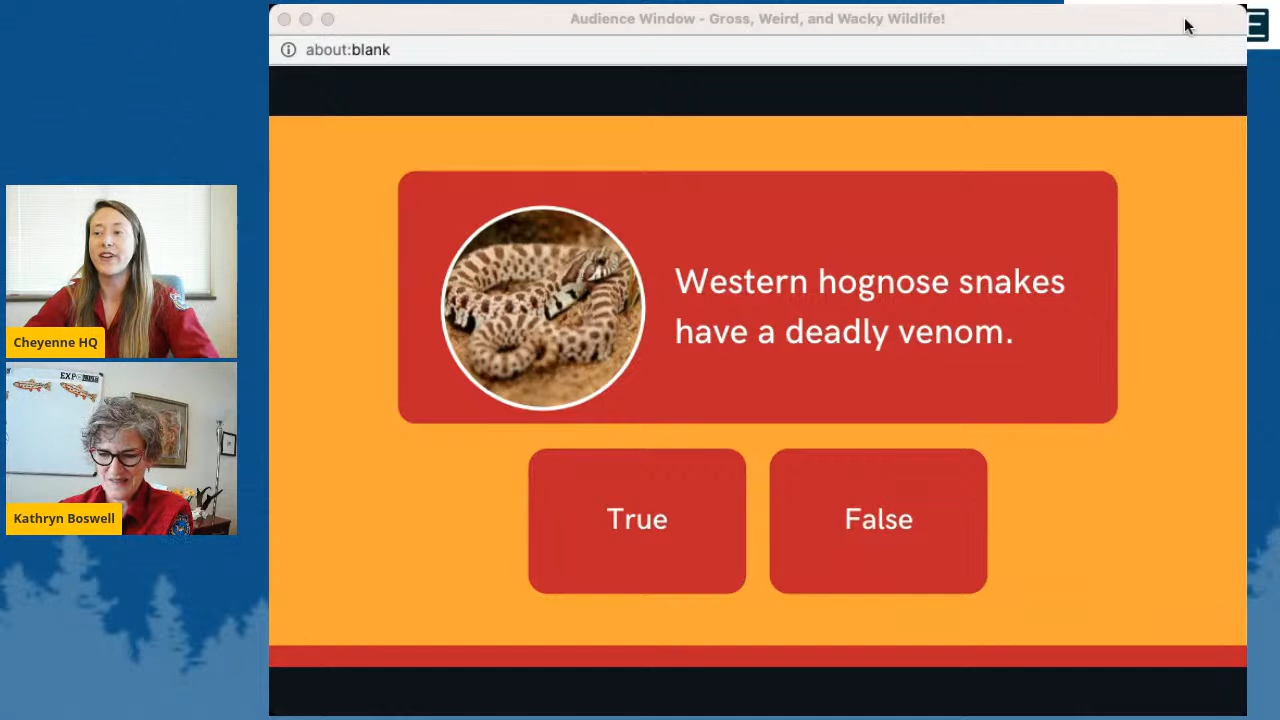 Audience Window - Gross, Weird, and Wacky Wildlife!
about:blank
E
Western hognose snakes
have a deadly venom.
True
False
Cheyenne HQ
EXPO
Kathryn Boswell